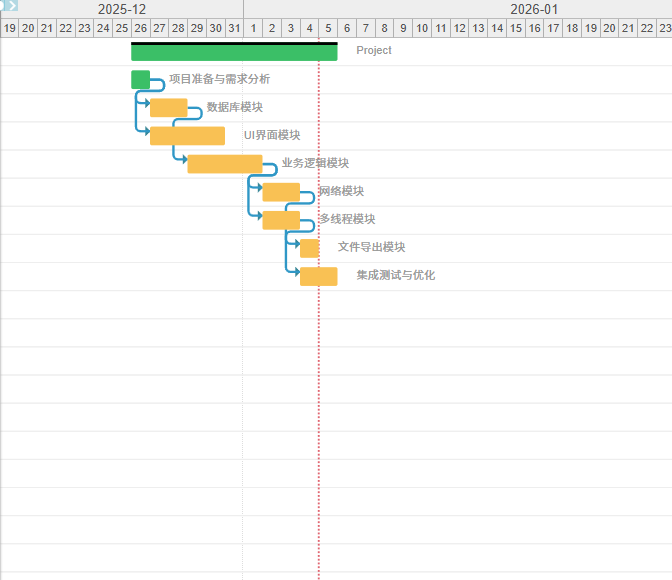 2025-12 2026-01
19 20 21 22 23 24 25 26 27 28 29 30 31 1 2 3 4 5 6 7 8 9 10 11 12 13 14 15 16 17 18 19 20 21 22 23
Project
项目准备与需求分析
数据库模块
UI界面模块
业务逻辑模块
网络模块
多线程模块
文件导出模块
集成测试与优化